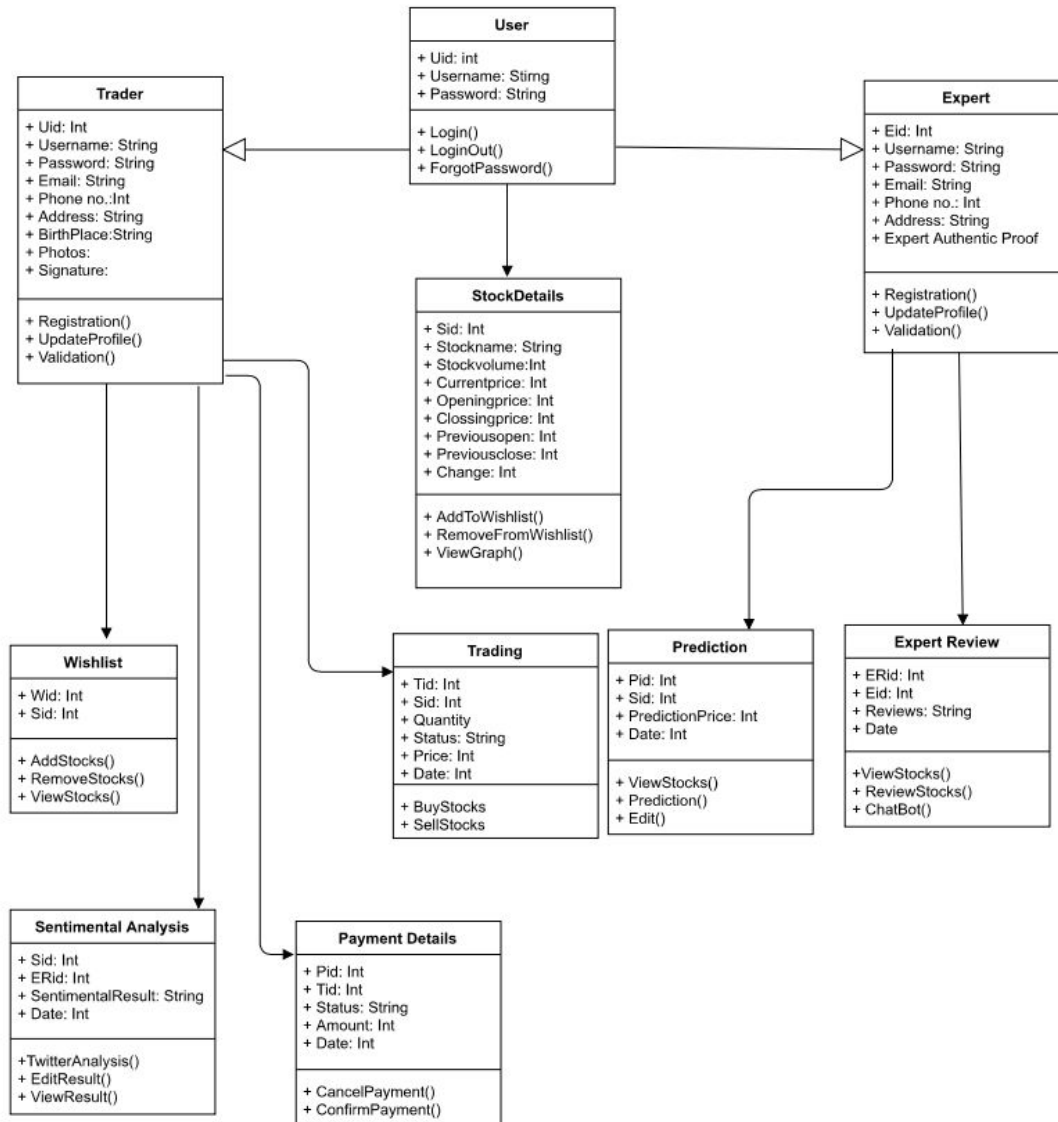 User
+ Uid: int
+ Username: Stirng
+ Password: String
+ Login()
+ LoginOut()
+ ForgotPassword()
Trader
+ Uid: Int
+ Username: String
+ Password: String
+ Email: String
+ Phone no.:Int
+ Address: String
+ BirthPlace:String
+ Photos:
+ Signature:
+ Registration()
+ UpdateProfile()
+ Validation()
Expert
+ Eid: Int
+ Username: String
+ Password: String
+ Email: String
+ Phone no.: Int
+ Address: String
+ Expert Authentic Proof
+ Registration()
+ UpdateProfile()
+ Validation()
StockDetails
+ Sid: Int
+ Stockname: String
+ Stockvolume:Int
+ Currentprice: Int
+ Openingprice: Int
+ Clossingprice: Int
+ Previousopen: Int
+ Previousclose: Int
+ Change: Int
+ AddToWishlist()
+ RemoveFromWishlist()
+ ViewGraph()
Wishlist
+ Wid: Int
+ Sid: Int
+ AddStocks()
+ RemoveStocks()
+ ViewStocks()
Trading
+ Tid: Int
+ Sid: Int
+ Quantity
+ Status: String
+ Price: Int
+ Date: Int
+ BuyStocks
+ SellStocks
Prediction
+ Pid: Int
+ Sid: Int
+ PredictionPrice: Int
+ Date: Int
+ ViewStocks()
+ Prediction()
+ Edit()
Expert Review
+ ERid: Int
+ Eid: Int
+ Reviews: String
+ Date
+ViewStocks()
+ ReviewStocks()
+ ChatBot()
Sentimental Analysis
+ Sid: Int
+ ERid: Int
+ SentimentalResult: String
+ Date: Int
+TwitterAnalysis()
+ EditResult()
+ ViewResult()
Payment Details
+ Pid: Int
+ Tid: Int
+ Status: String
+ Amount: Int
+ Date: Int
+ CancelPayment()
+ ConfirmPayment()